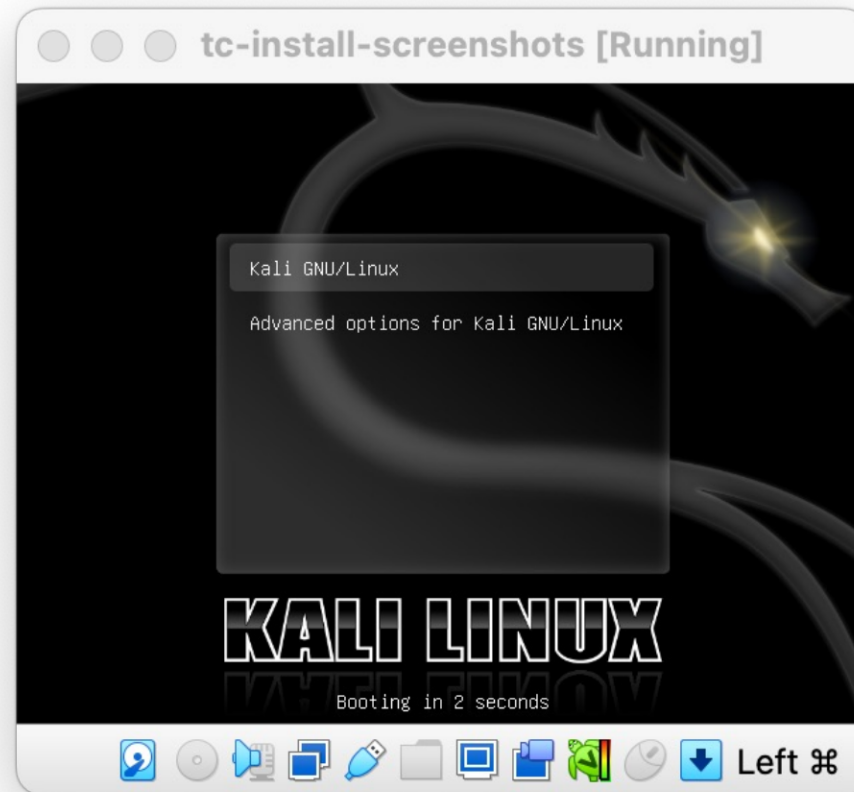 tc-install-screenshots [Running]
Kali GNU/Linux
Advanced options for Kali GNU/Linux
KALI LINUX
Booting in 2 seconds
Left ⌘